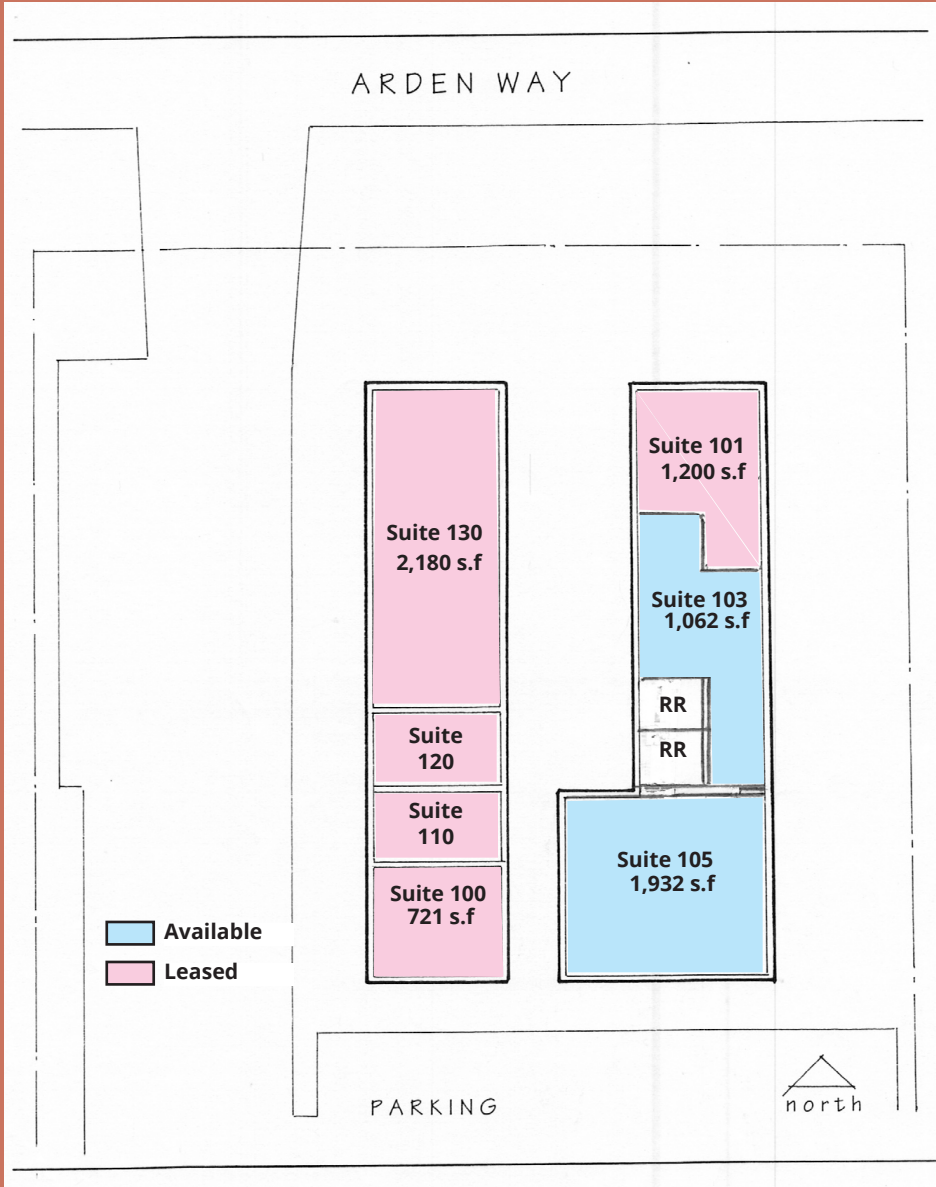 ARDEN WAY
Suite 130
2,180 s.f
Suite
120
Suite
110
Suite 100
721 s.f
Suite 101
1,200 s.f
Suite 103
1,062 s.f
RR
RR
Suite 105
1,932 s.f
Available
Leased
PARKING
north